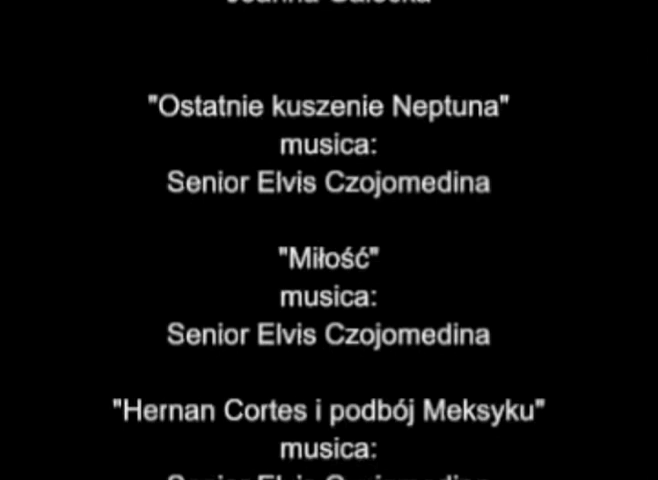 "Ostatnie kuszenie Neptuna"
musica:
Senior Elvis Czojomedina
"Miłość"
musica:
Senior Elvis Czojomedina
"Hernan Cortes i podbój Meksyku"
musica: